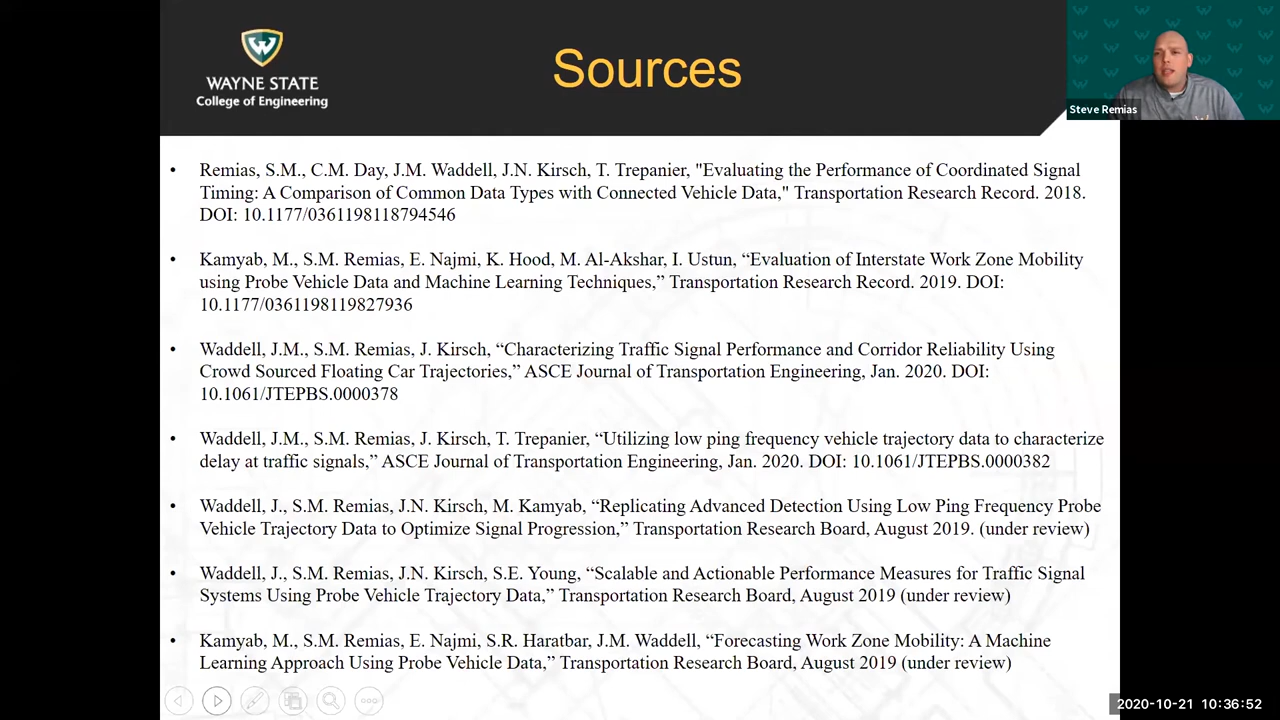 WAYNE STATE
College of Engineering
Sources
Steve Remias
• Remias, S.M., C.M. Day, J.M. Waddell, J.N. Kirsch, T. Trepanier, "Evaluating the Performance of Coordinated Signal
Timing: A Comparison of Common Data Types with Connected Vehicle Data," Transportation Research Record. 2018.
DOI: 10.1177/0361198118794546
• Kamyab, M., S.M. Remias, E. Najmi, K. Hood, M. Al-Akshar, I. Ustun, “Evaluation of Interstate Work Zone Mobility
using Probe Vehicle Data and Machine Learning Techniques,” Transportation Research Record. 2019. DOI:
10.1177/0361198119827936
• Waddell, J.M., S.M. Remias, J. Kirsch, “Characterizing Traffic Signal Performance and Corridor Reliability Using
Crowd Sourced Floating Car Trajectories,” ASCE Journal of Transportation Engineering, Jan. 2020. DOI:
10.1061/JTEPBS.0000378
• Waddell, J.M., S.M. Remias, J. Kirsch, T. Trepanier, “Utilizing low ping frequency vehicle trajectory data to characterize
delay at traffic signals,” ASCE Journal of Transportation Engineering, Jan. 2020. DOI: 10.1061/JTEPBS.0000382
• Waddell, J., S.M. Remias, J.N. Kirsch, M. Kamyab, “Replicating Advanced Detection Using Low Ping Frequency Probe
Vehicle Trajectory Data to Optimize Signal Progression,” Transportation Research Board, August 2019. (under review)
• Waddell, J., S.M. Remias, J.N. Kirsch, S.E. Young, “Scalable and Actionable Performance Measures for Traffic Signal
Systems Using Probe Vehicle Trajectory Data,” Transportation Research Board, August 2019 (under review)
• Kamyab, M., S.M. Remias, E. Najmi, S.R. Haratbar, J.M. Waddell, “Forecasting Work Zone Mobility: A Machine
Learning Approach Using Probe Vehicle Data,” Transportation Research Board, August 2019 (under review)
2020-10-21 10:36:52